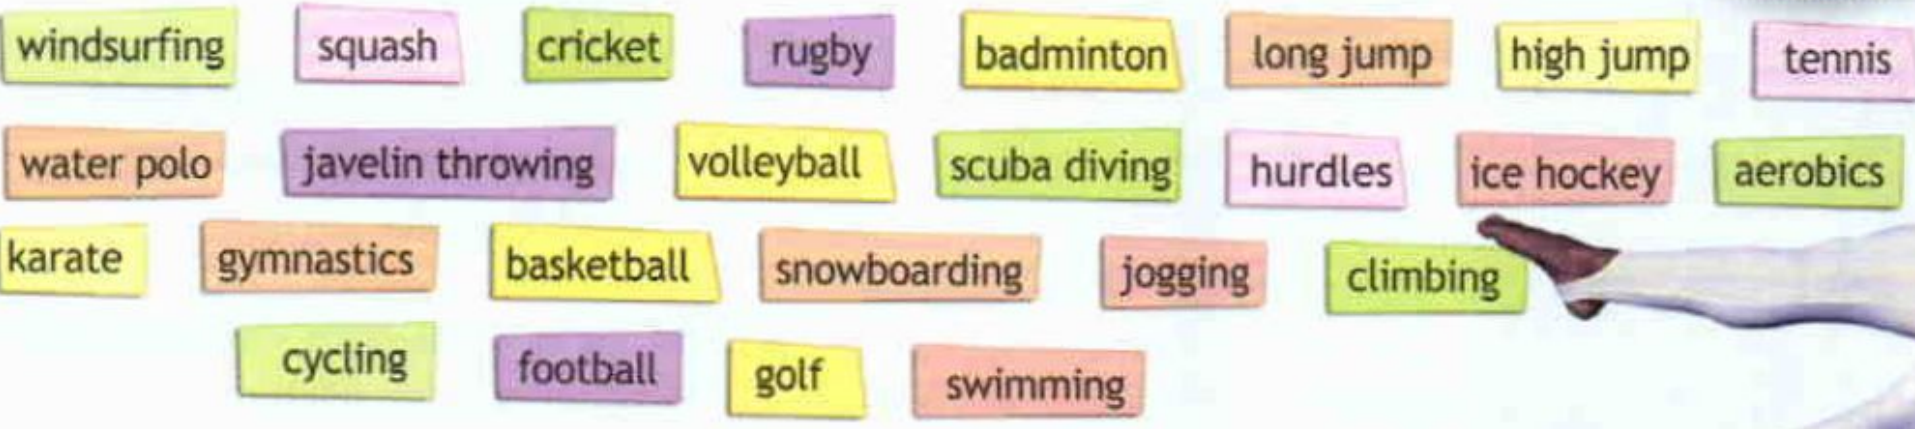 windsurfing squash cricket rugby badminton long jump high jump tennis
water polo javelin throwing volleyball scuba diving hurdles ice hockey aerobics
karate gymnastics basketball snowboarding jogging climbing
cycling football golf swimming